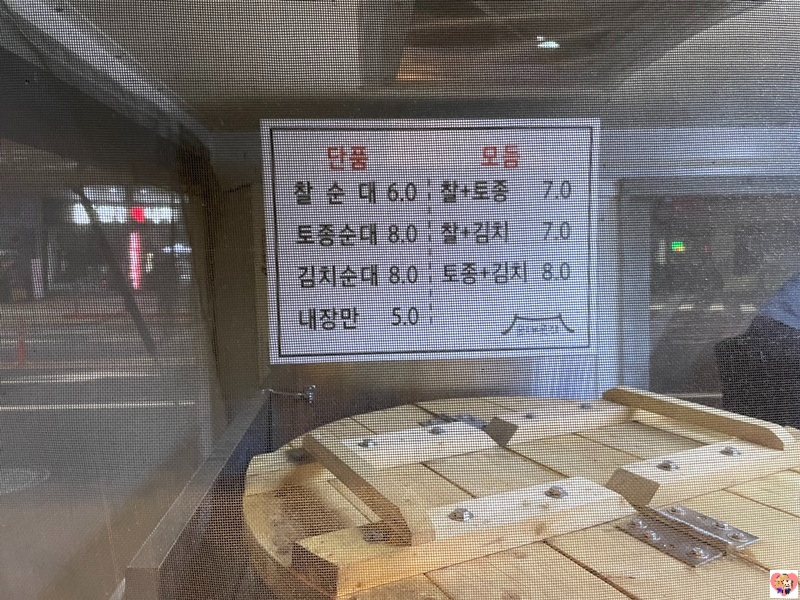 단품 모듬
찰 순 대 6.0 찰+토종 7.0
토종순대 8.0 찰+김치 7.0
김치순대 8.0 토종+김치 8.0
내장만 5.0